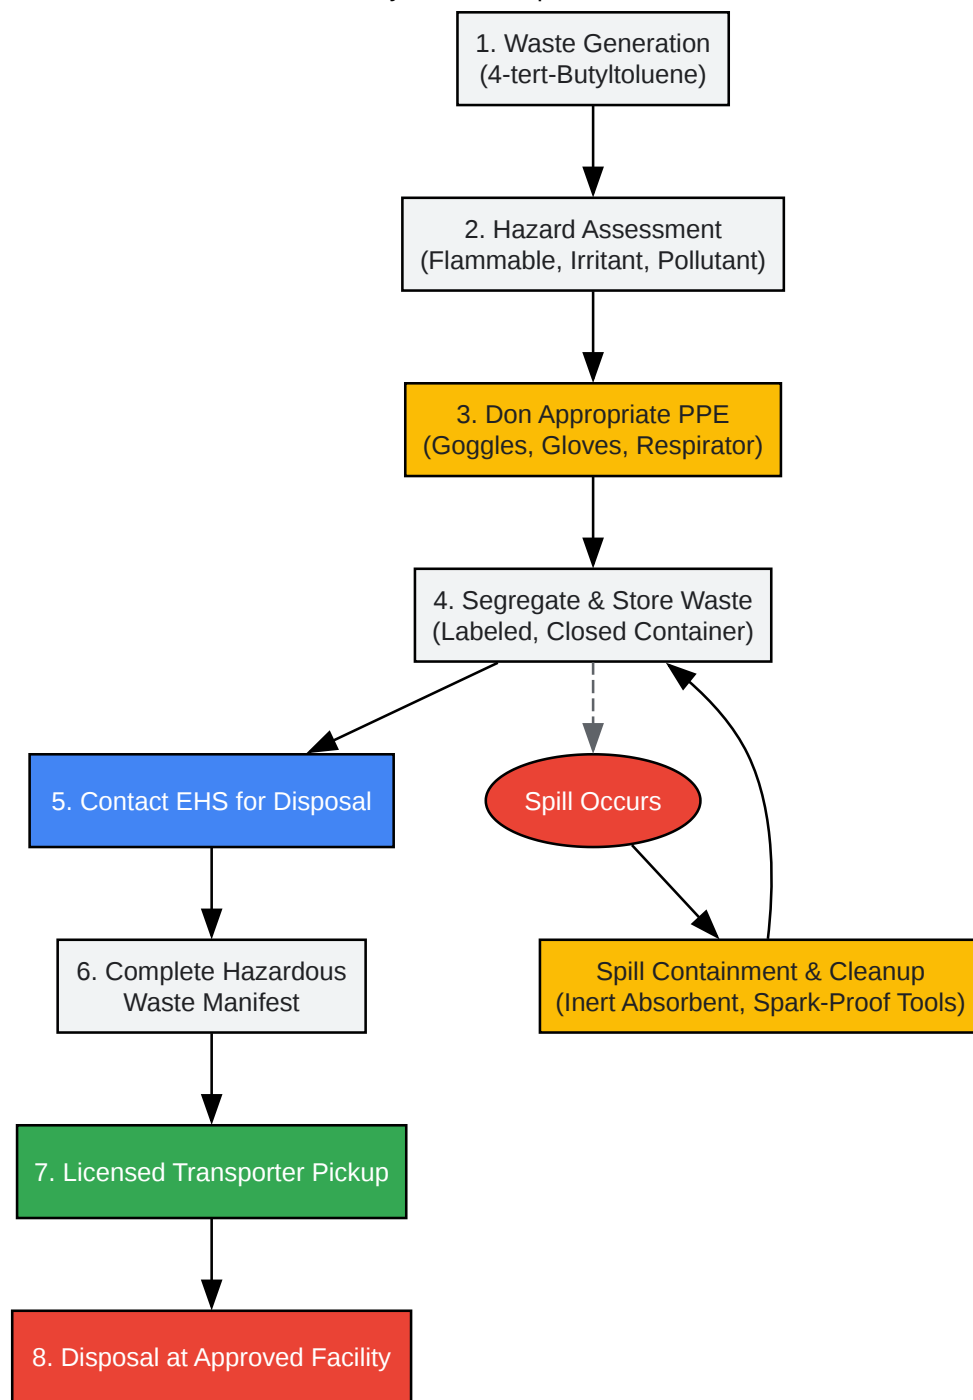 1. Waste Generation
(4-tert-Butyltoluene)
2. Hazard Assessment
(Flammable, Irritant, Pollutant)
3. Don Appropriate PPE
(Goggles, Gloves, Respirator)
4. Segregate & Store Waste
(Labeled, Closed Container)
5. Contact EHS for Disposal
Spill Occurs
6. Complete Hazardous
Waste Manifest
Spill Containment & Cleanup
(Inert Absorbent, Spark-Proof Tools)
7. Licensed Transporter Pickup
8. Disposal at Approved Facility